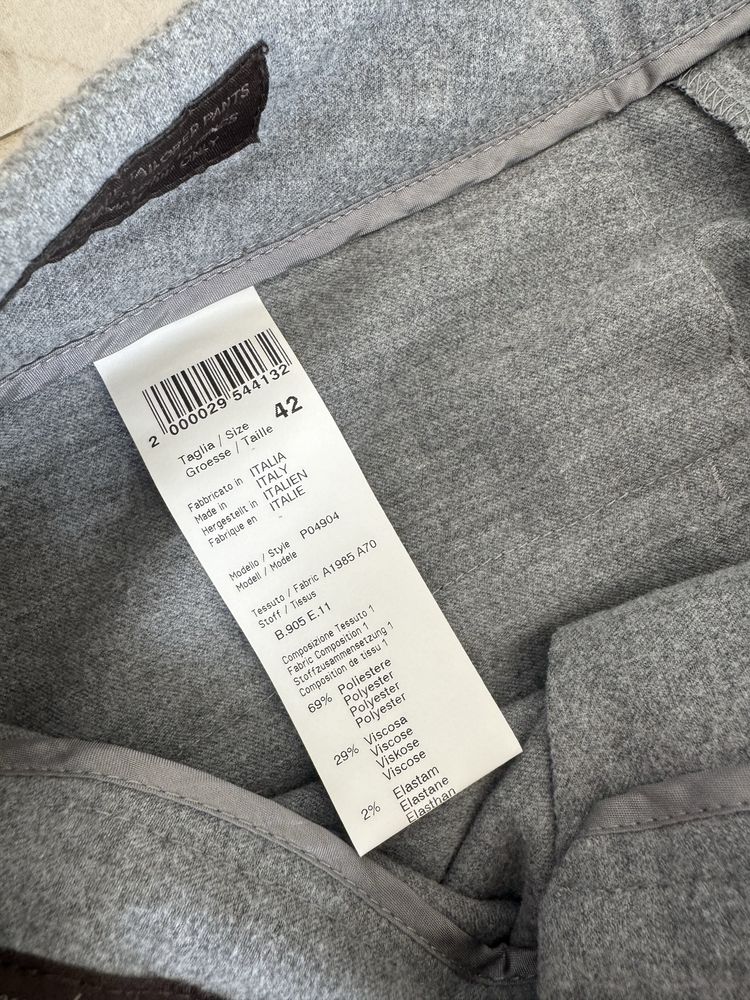 TAILORED PANTS
ONLY
2 000029 544132
Taglia / Size 42
Groesse / Taille
Fabbricato in ITALIA
Made in ITALY
Hergestellt in ITALIEN
Fabrique en ITALIE
Modello / Style P04904
Modell / Modele
Tessuto / Fabric A1985 A70
Stoff / Tissus
B.905 E.11
Composizione Tessuto 1
Fabric Composition 1
Stoffzusammensetzung 1
Composition de tissu 1
69% Poliestere
Polyester
Polyester
Polyester
29% Viscosa
Viscose
Viskose
Viscose
2% Elastam
Elastane
Elasthan